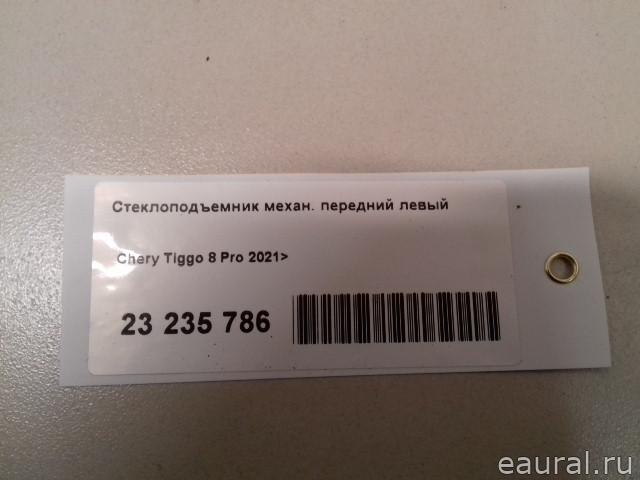 Стеклоподъемник механ. передний левый
Chery Tiggo 8 Pro 2021>
23 235 786
eaural.ru